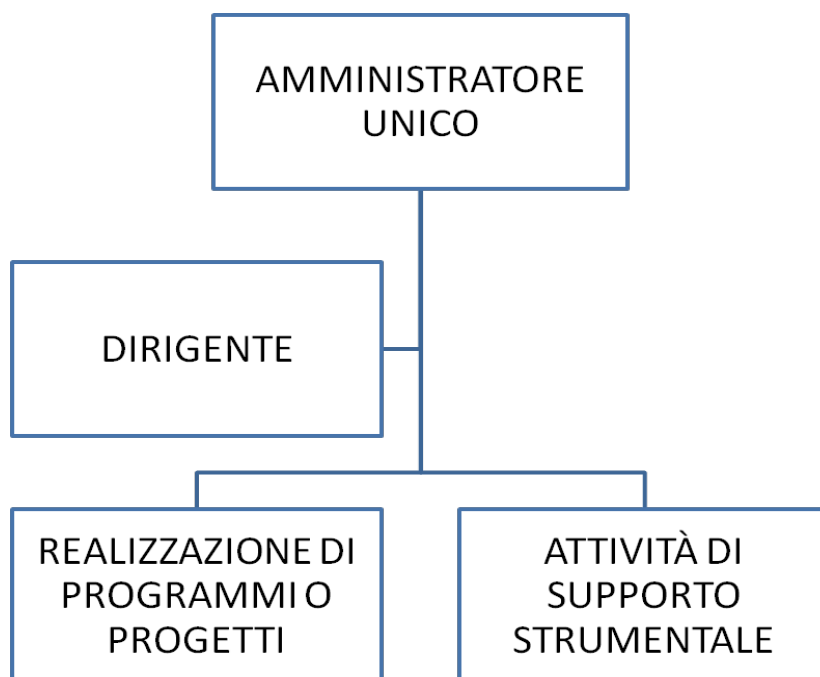 AMMINISTRATORE
UNICO
DIRIGENTE
REALIZZAZIONE DI
PROGRAMMI O
PROGETTI
ATTIVITÀ DI
SUPPORTO
STRUMENTALE